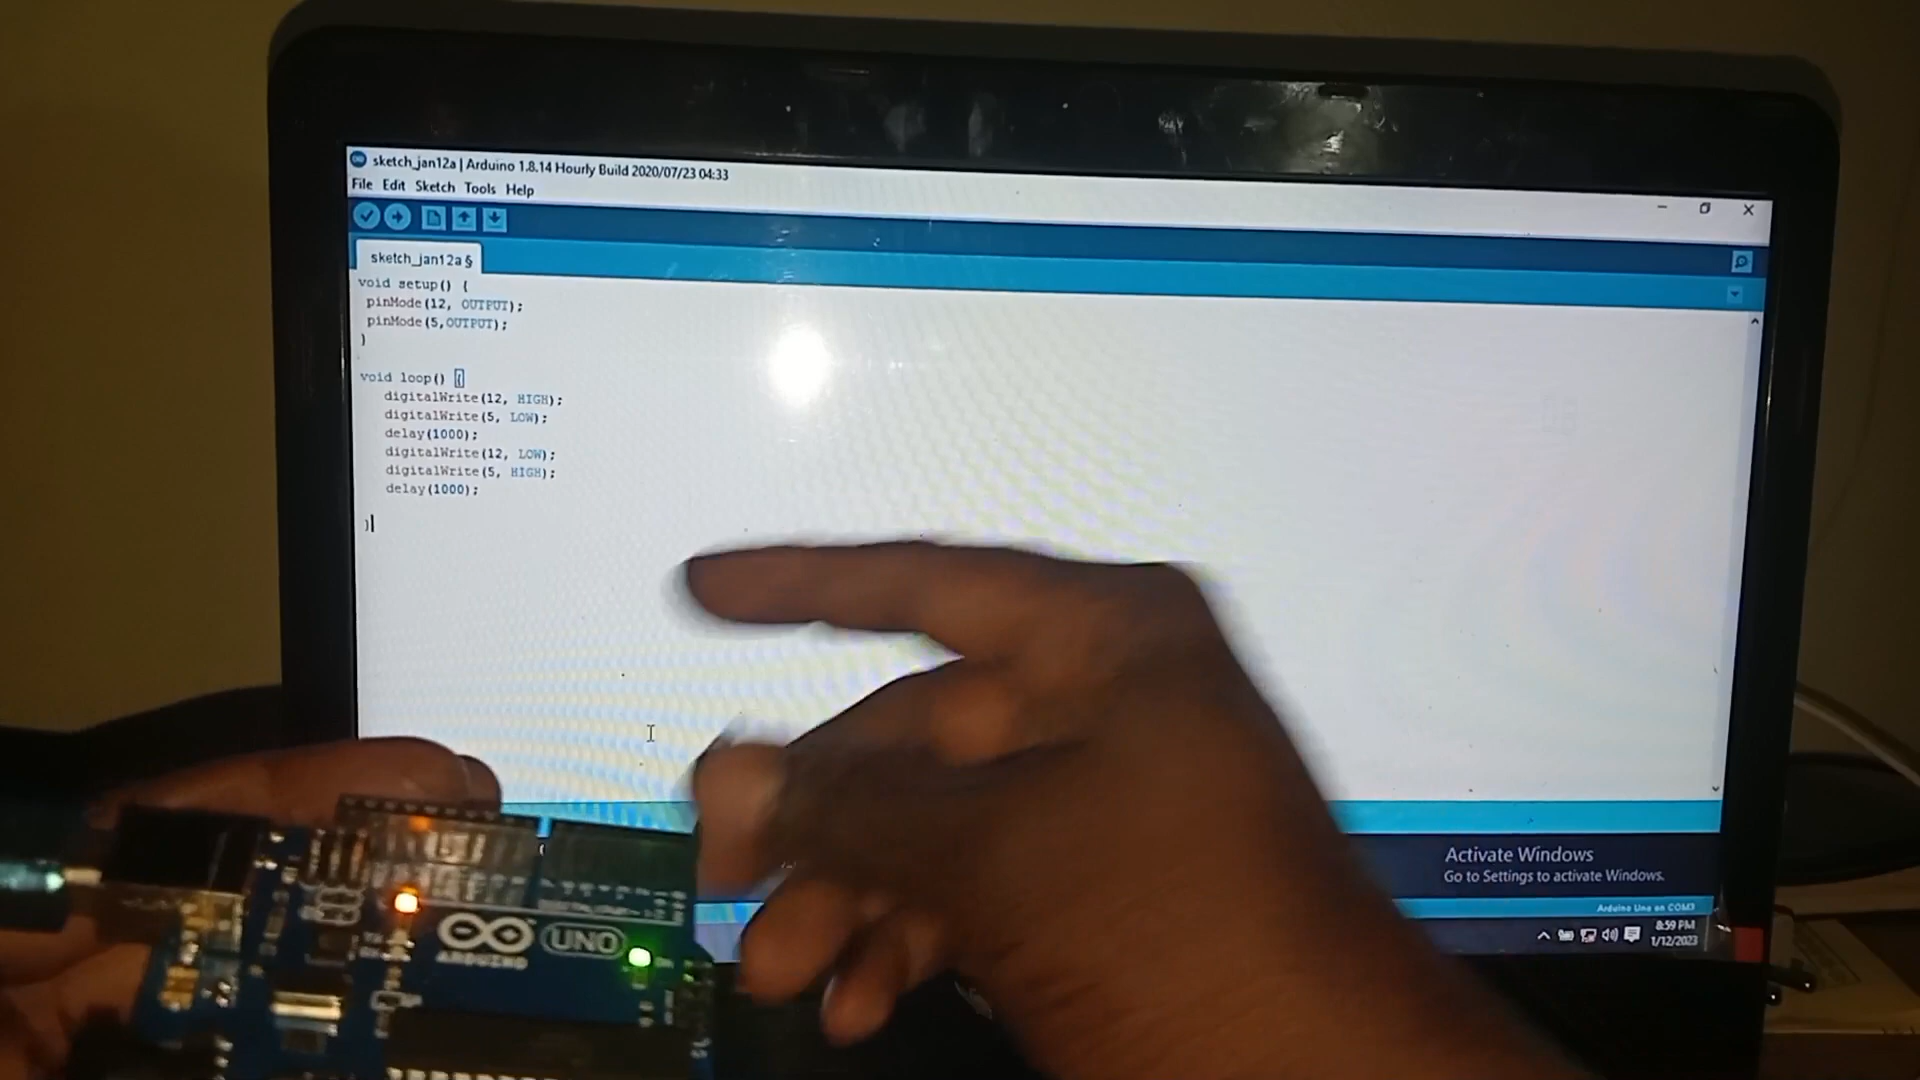 sketch_jan12a | Arduino 1.8.14 Hourly Build 2020/07/23 04:33
File Edit Sketch Tools Help
sketch_jan12a §
void setup() {
pinMode(12, OUTPUT);
pinMode(5,OUTPUT);
}
void loop() {
digitalWrite(12, HIGH);
digitalWrite(5, LOW);
delay(1000);
digitalWrite(12, LOW);
digitalWrite(5, HIGH);
delay(1000);
}
Activate Windows
Go to Settings to activate Windows.
Arduino Uno on COM3
8:59 PM
1/12/2023
UNO
ARDUINO